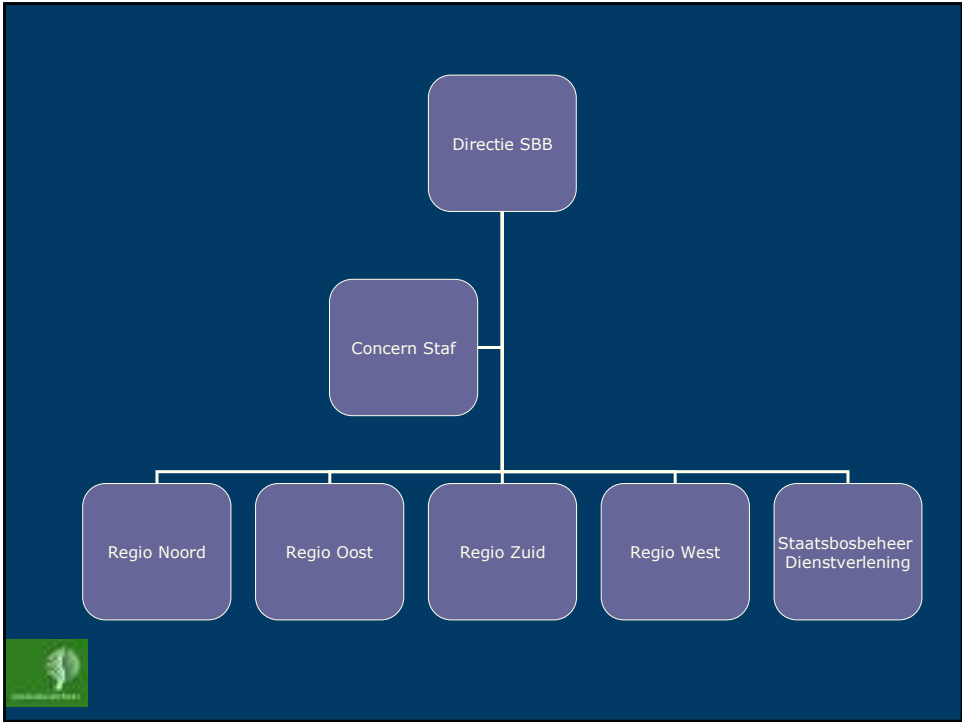 Directie SBB
Concern Staf
Regio Noord
Regio Oost
Regio Zuid
Regio West
Staatsbosbeheer
Dienstverlening